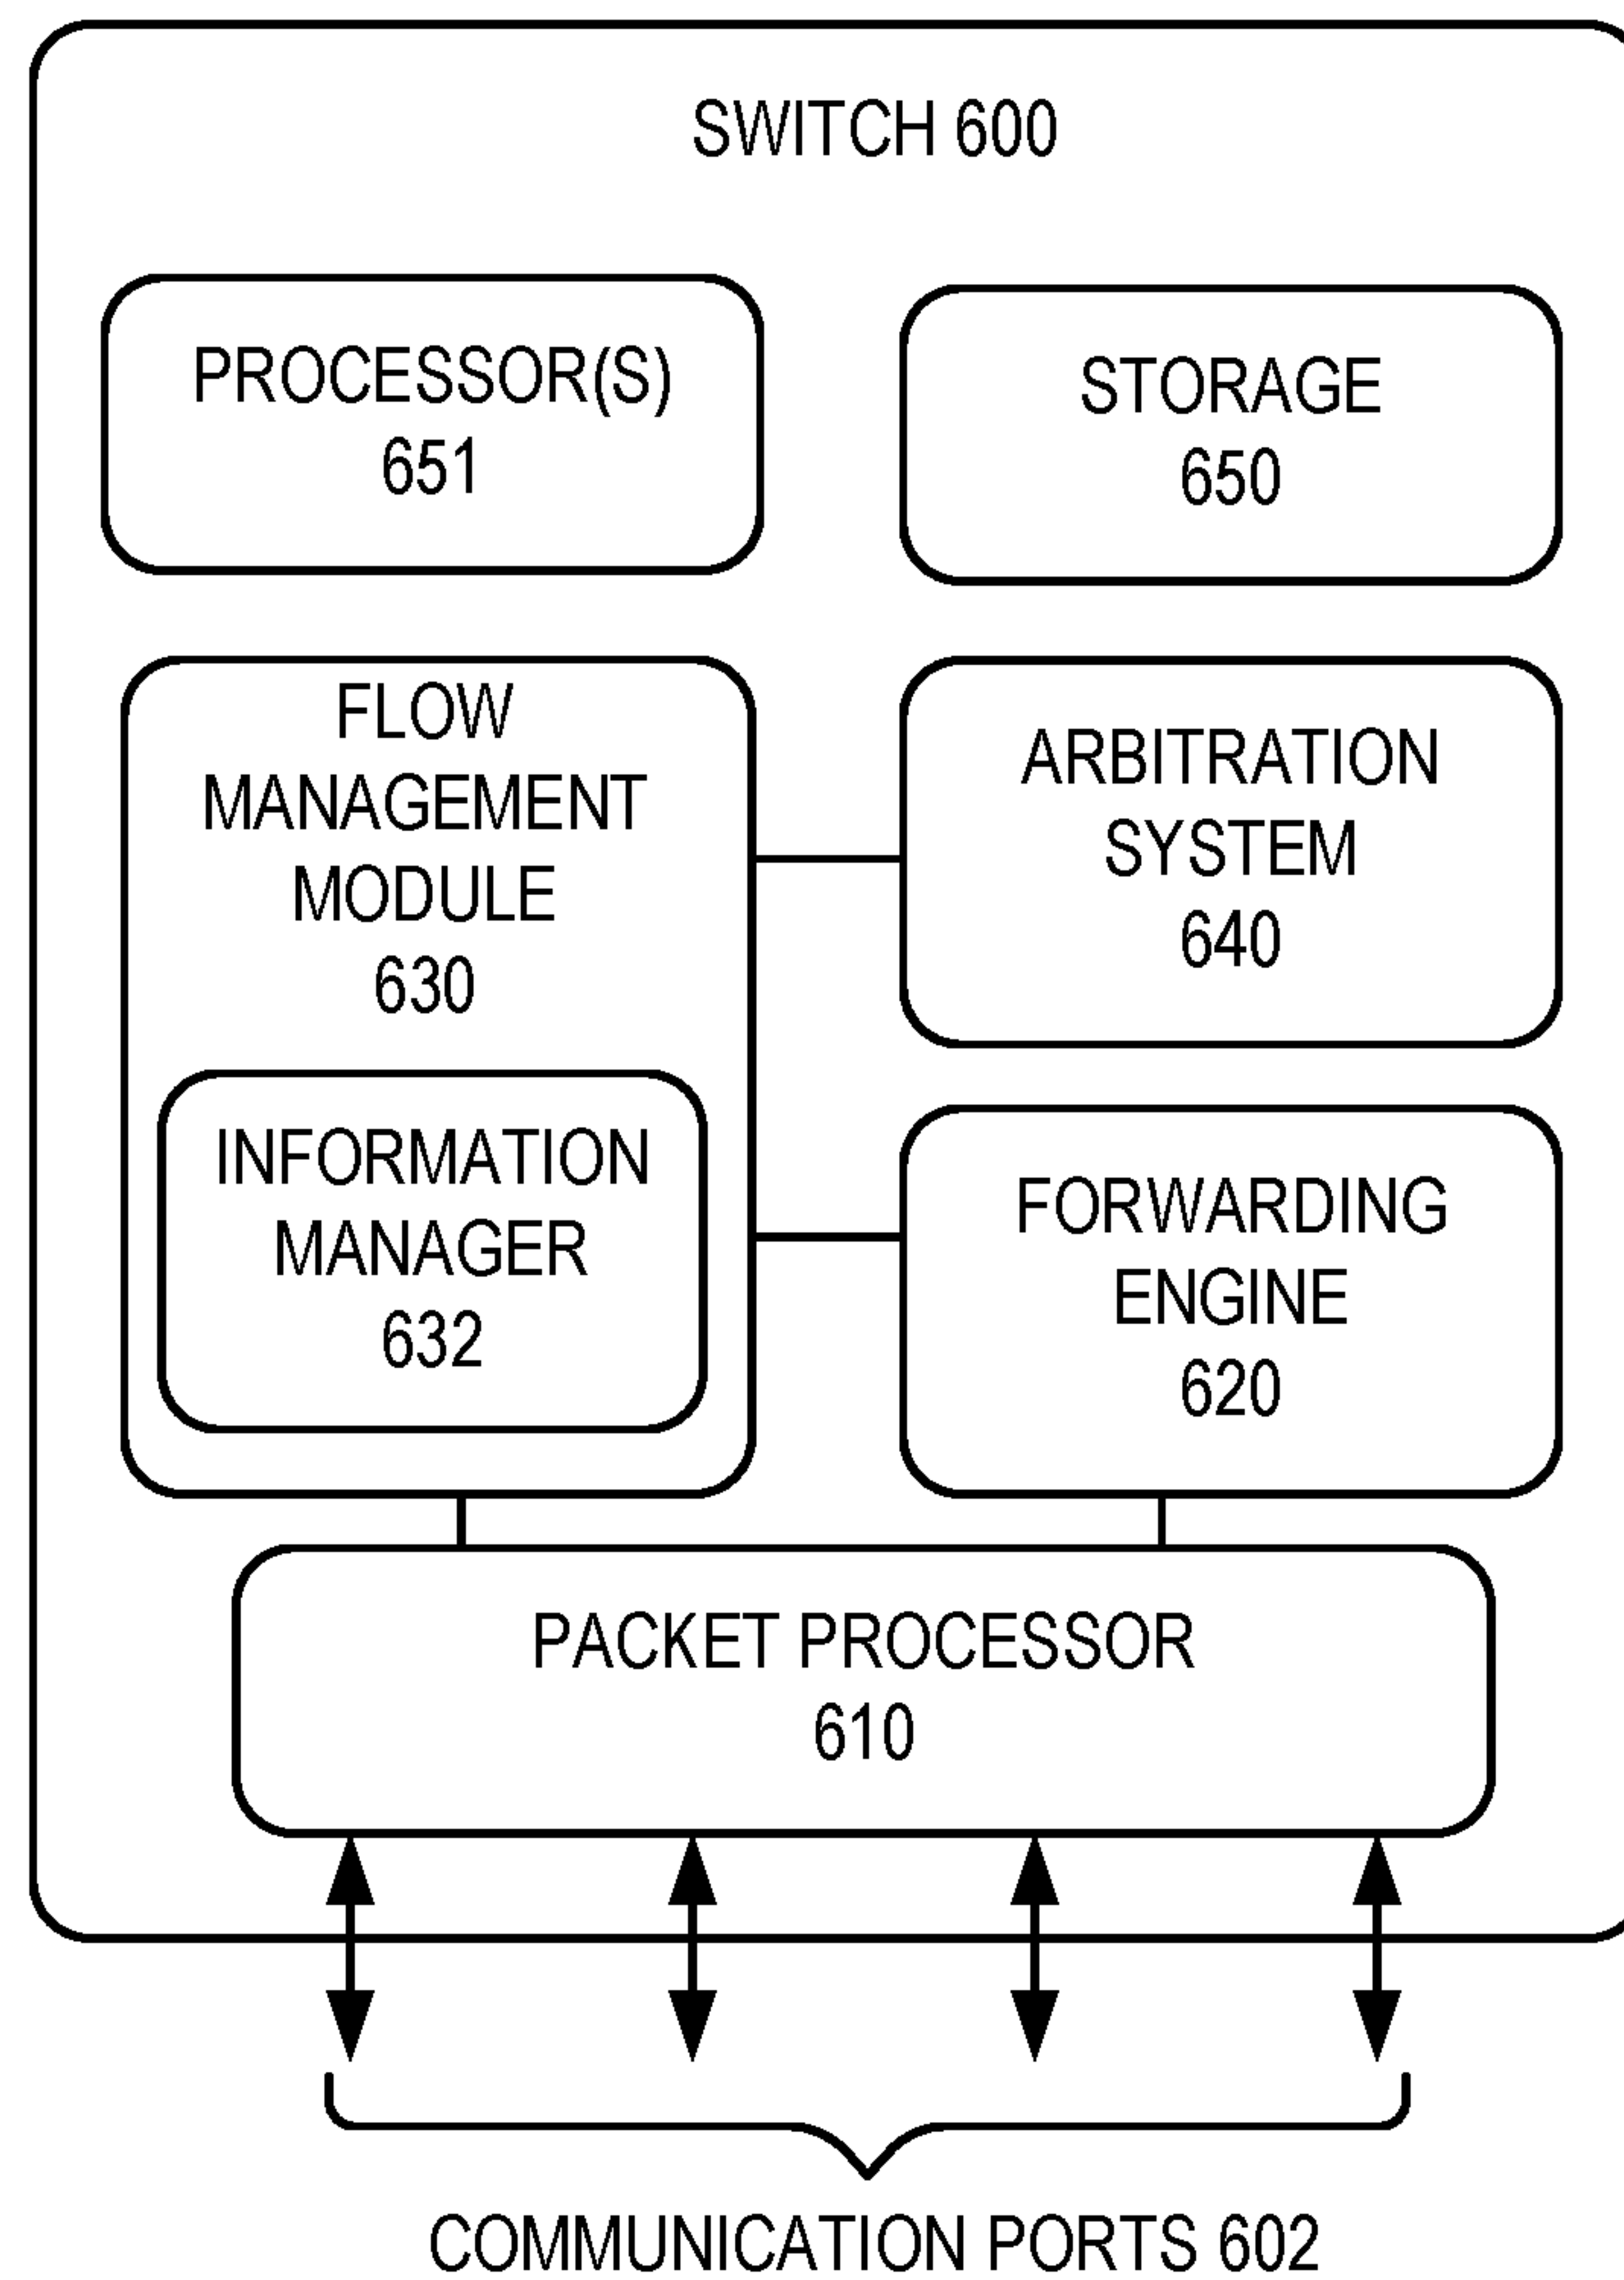 SWITCH 600
PROCESSOR(S)
651
STORAGE
650
FLOW
MANAGEMENT
MODULE
630
ARBITRATION
SYSTEM
640
INFORMATION
MANAGER
632
FORWARDING
ENGINE
620
PACKET PROCESSOR
610
COMMUNICATION PORTS 602